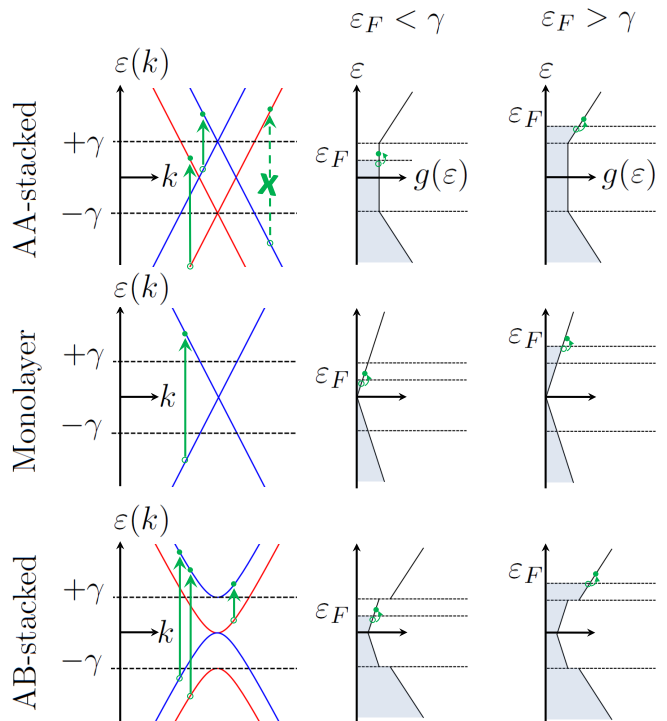 ε_F < γ
ε_F > γ
AA-stacked
ε(k)
+γ
−γ
k
X
ε_F
ε
g(ε)
ε_F
ε
g(ε)
Monolayer
ε(k)
+γ
−γ
k
ε_F
ε_F
AB-stacked
ε(k)
+γ
−γ
k
ε_F
ε_F